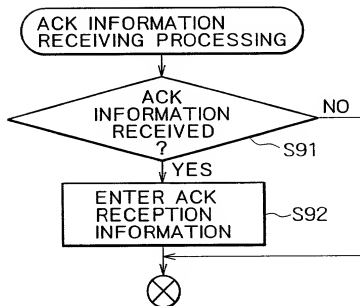 ACK INFORMATION
RECEIVING PROCESSING
ACK
INFORMATION
RECEIVED
?
NO
S91
YES
ENTER ACK
RECEPTION
INFORMATION
S92